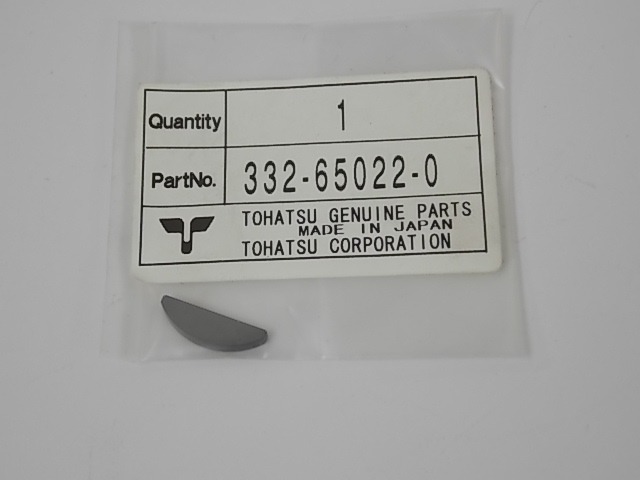 Quantity 1
PartNo. 332-65022-0
TOHATSU GENUINE PARTS
MADE IN JAPAN
TOHATSU CORPORATION